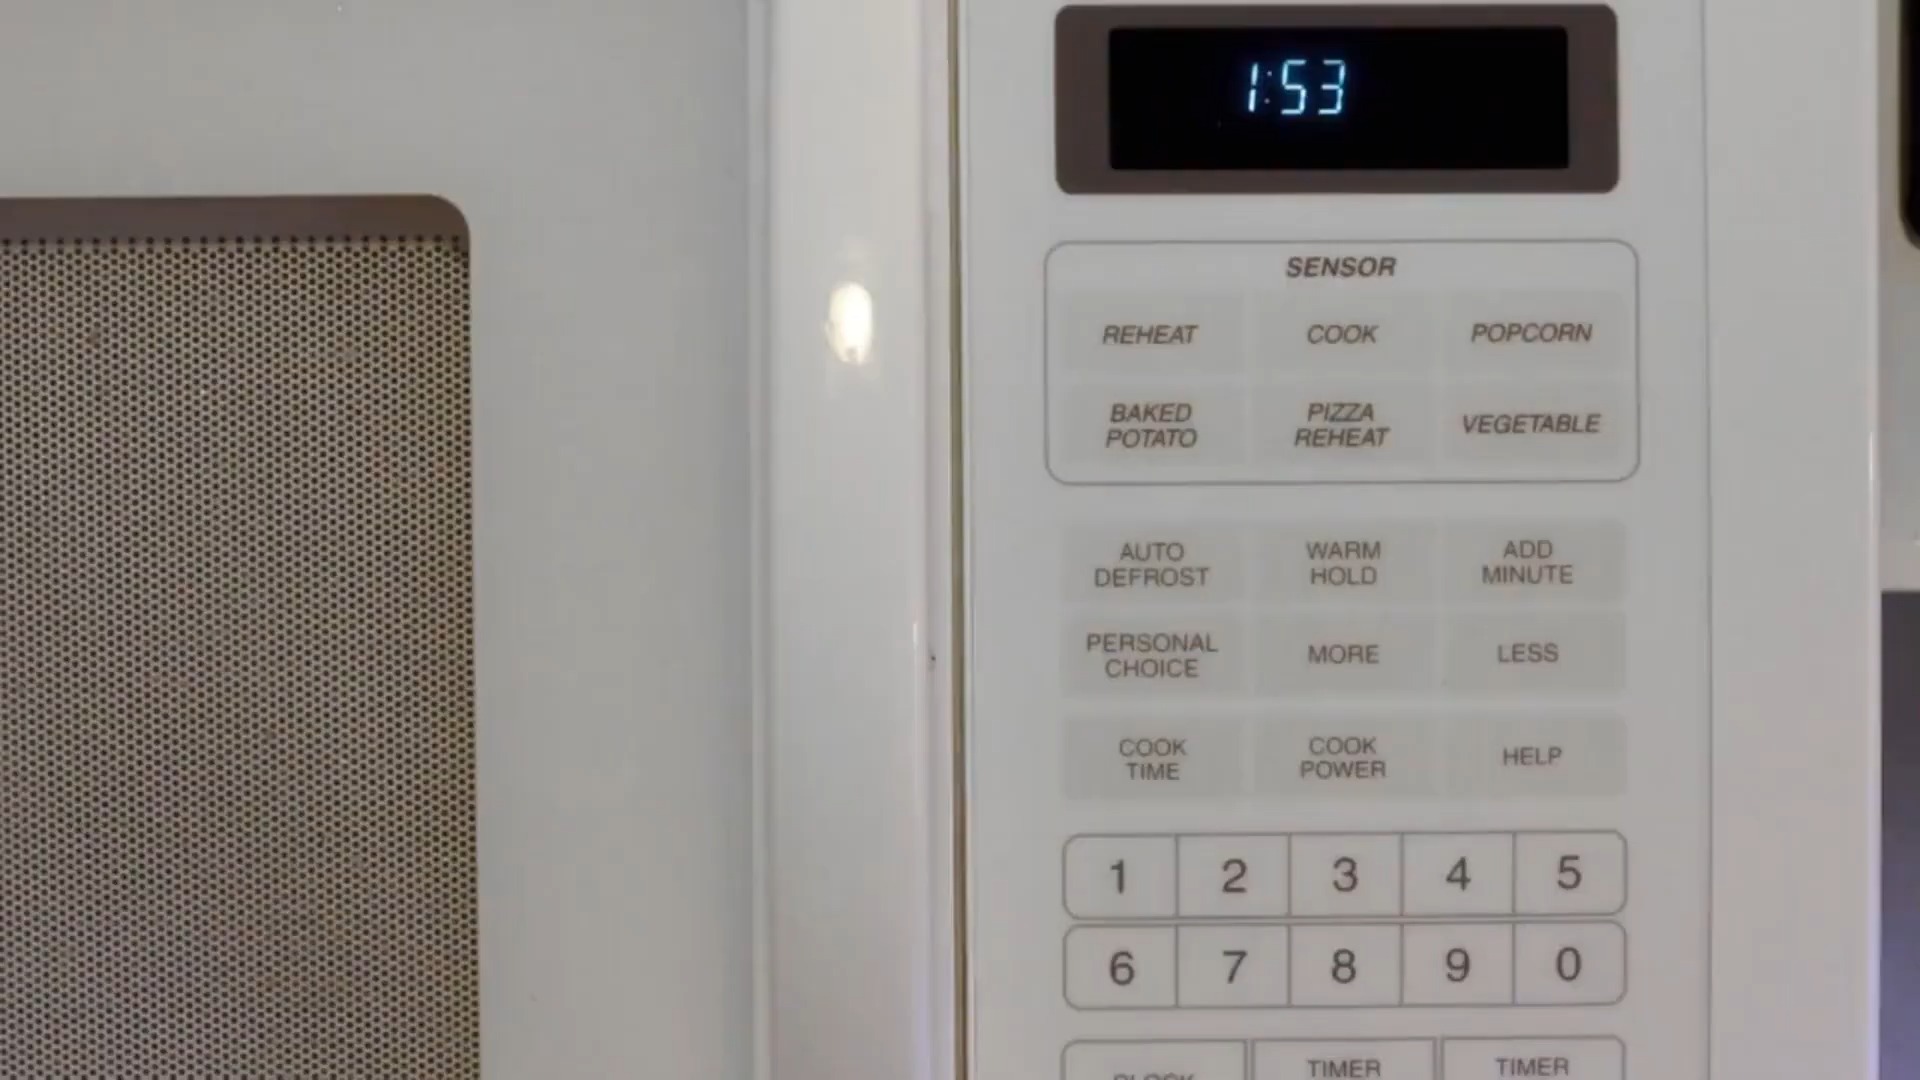 1:53
SENSOR
REHEAT COOK POPCORN
BAKED POTATO PIZZA REHEAT VEGETABLE
AUTO DEFROST WARM HOLD ADD MINUTE
PERSONAL CHOICE MORE LESS
COOK TIME COOK POWER HELP
1 2 3 4 5
6 7 8 9 0
CLOCK TIMER TIMER